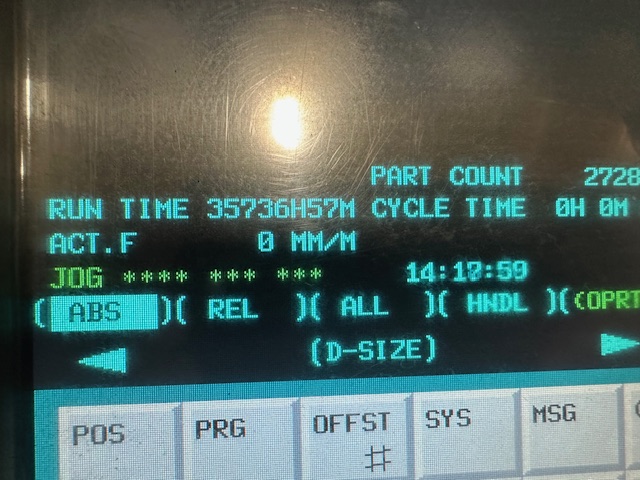 PART COUNT 2728
RUN TIME 35736H57M CYCLE TIME 0H 0M
ACT.F 0 MM/M
JOG **** *** *** 14:17:59
(ABS)( REL )( ALL )( HNDL )(OPRT
(D-SIZE)
POS PRG OFFST # SYS MSG